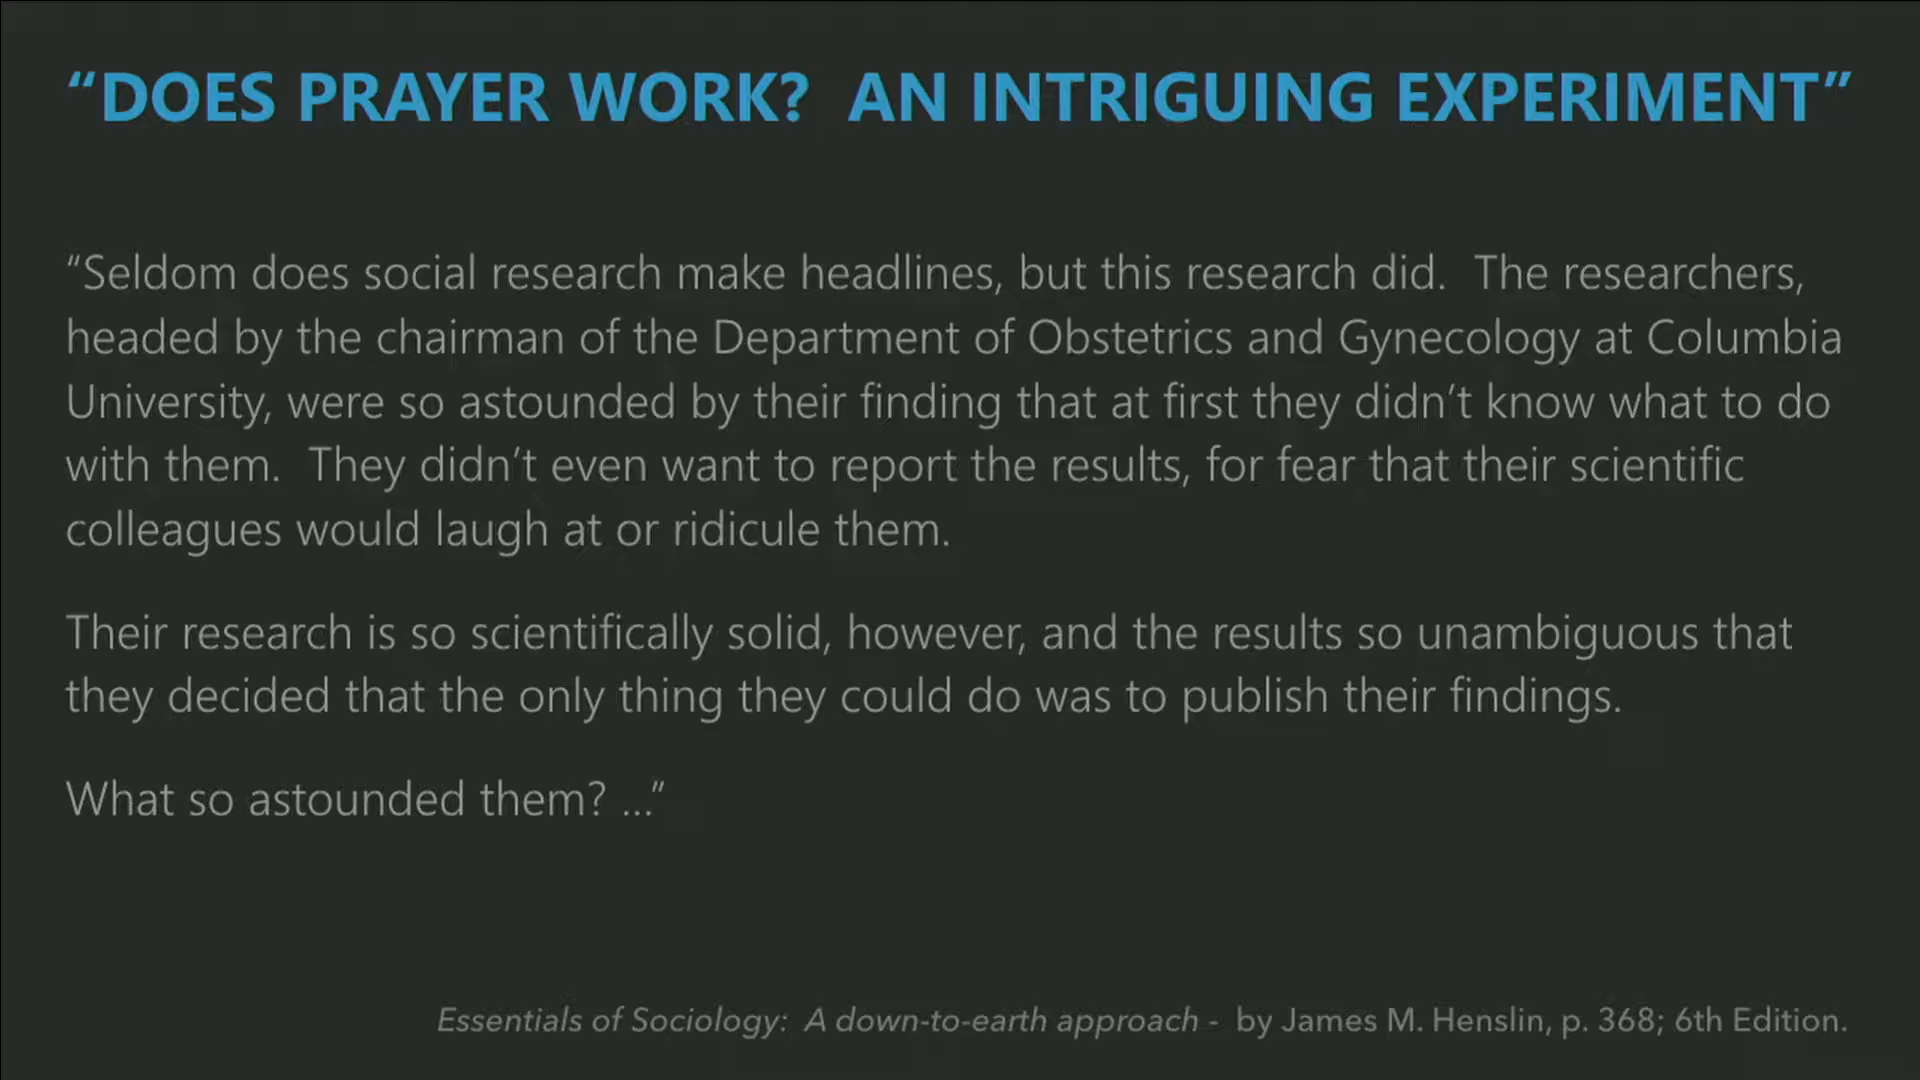 “DOES PRAYER WORK?  AN INTRIGUING EXPERIMENT”
“Seldom does social research make headlines, but this research did.  The researchers,
headed by the chairman of the Department of Obstetrics and Gynecology at Columbia
University, were so astounded by their finding that at first they didn’t know what to do
with them.  They didn’t even want to report the results, for fear that their scientific
colleagues would laugh at or ridicule them.
Their research is so scientifically solid, however, and the results so unambiguous that
they decided that the only thing they could do was to publish their findings.
What so astounded them? ...”
Essentials of Sociology:  A down-to-earth approach -  by James M. Henslin, p. 368; 6th Edition.